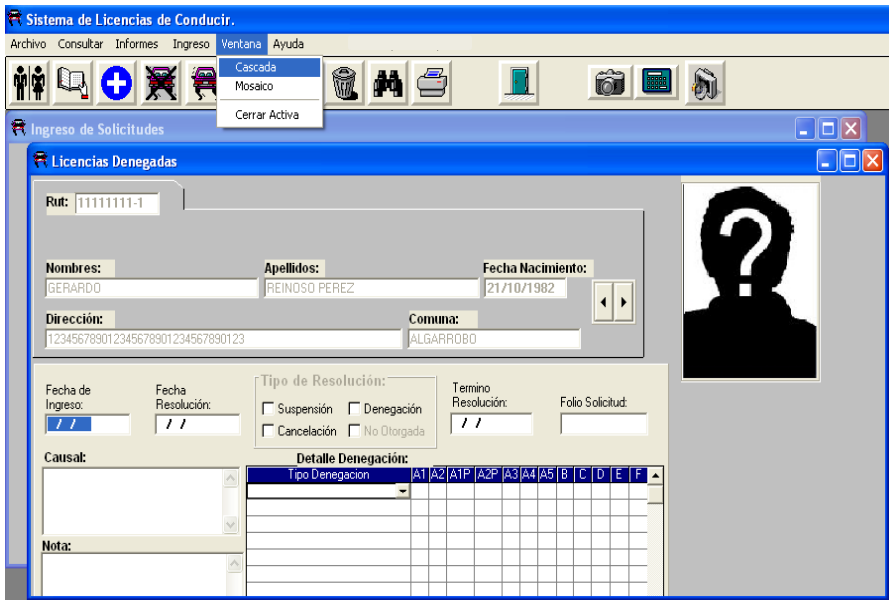 Sistema de Licencias de Conducir.
Archivo Consultar Informes Ingreso Ventana Ayuda
Cascada
Mosaico
Cerrar Activa
Ingreso de Solicitudes
Licencias Denegadas
Rut: 11111111-1
Nombres: Apellidos: Fecha Nacimiento:
GERARDO REINOSO PEREZ 21/10/1982
Dirección: Comuna:
12345678901234567890123456789​0123 ALGARROBO
Fecha de Ingreso: Fecha Resolución: Tipo de Resolución: Termino Resolución: Folio Solicitud:
/ / / / / /
Suspensión Denegación
Cancelación No Otorgada
Causal: Detalle Denegación:
Tipo Denegacion A1 A2 A1P A2P A3 A4 A5 B C D E F
Nota: